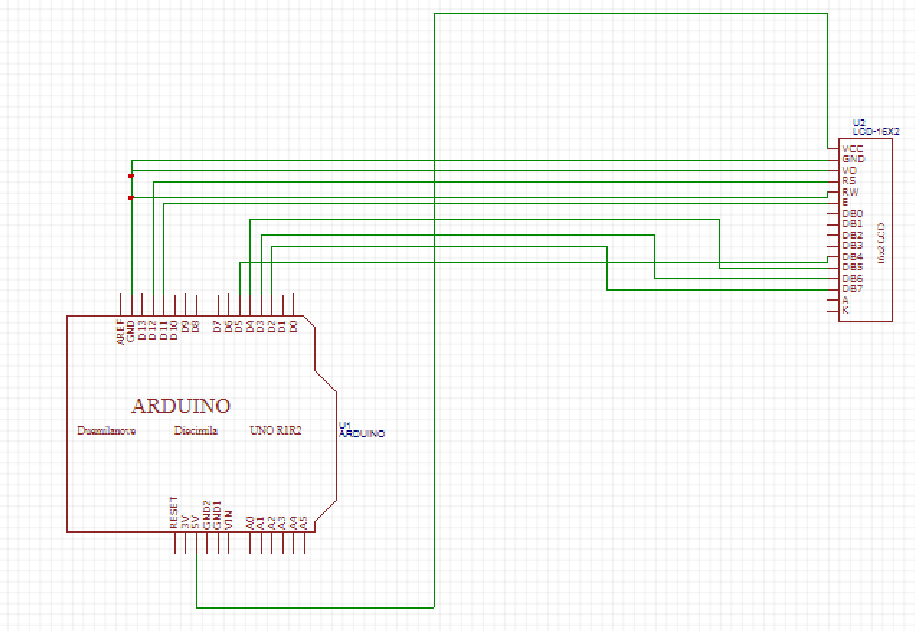 U2
LCD-16X2
VCC
GND
VO
RS
RW
E
DB0
DB1
DB2
DB3
DB4
DB5
DB6
DB7
A
K
16x2 LCD
AREF
GND
D13
D12
D11
D10
D9
D8
D7
D6
D5
D4
D3
D2
D1
D0
ARDUINO
Duemilanove Diecimila UNO R1R2
U1
ARDUINO
RESET
3V
5V
GND2
GND1
VIN
A0
A1
A2
A3
A4
A5